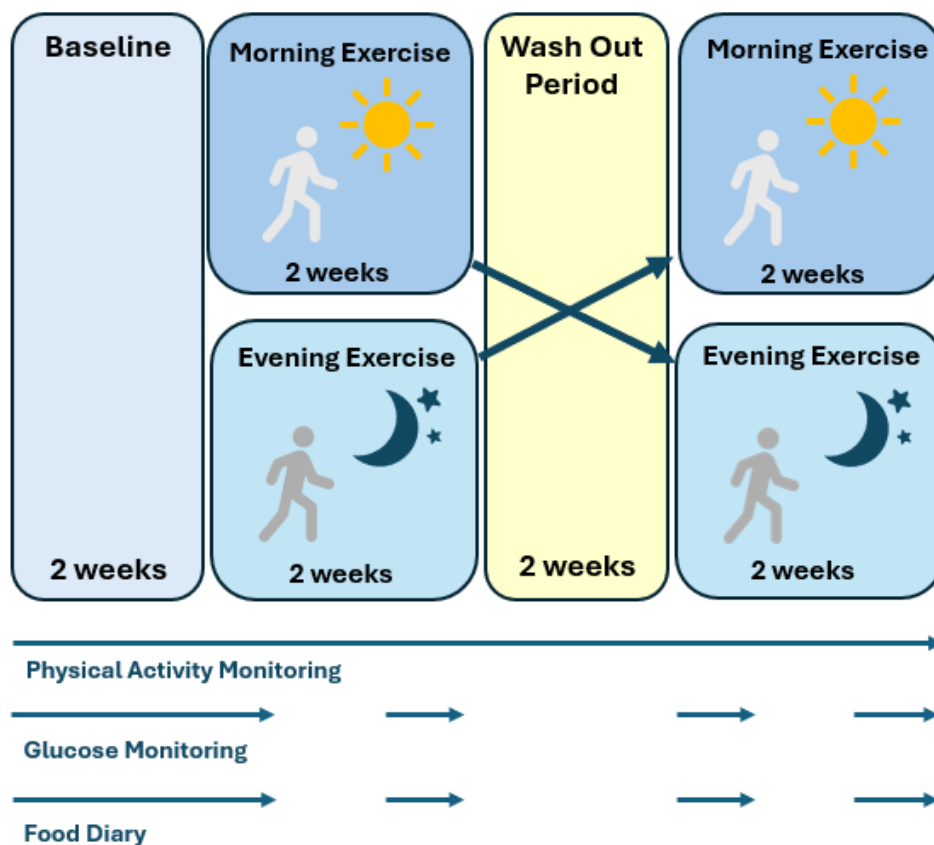 Baseline
2 weeks
Morning Exercise
2 weeks
Evening Exercise
2 weeks
Wash Out
Period
2 weeks
Morning Exercise
2 weeks
Evening Exercise
2 weeks
Physical Activity Monitoring
Glucose Monitoring
Food Diary